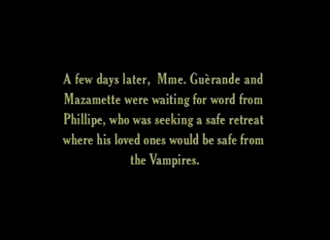 A few days later, Mme. Guèrande and
Mazamette were waiting for word from
Phillipe, who was seeking a safe retreat
where his loved ones would be safe from
the Vampires.